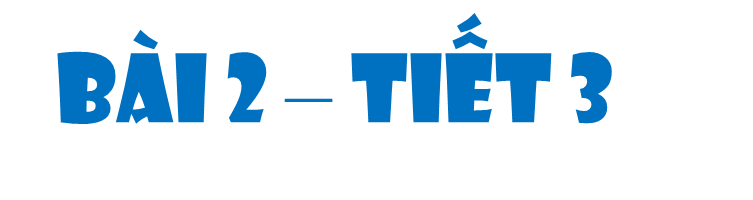 BÀI 2 – TIẾT 3